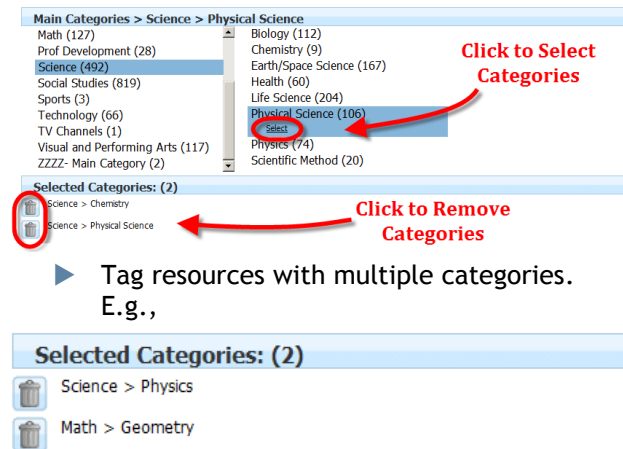 Main Categories > Science > Physical Science
Math (127)
Prof Development (28)
Science (492)
Social Studies (819)
Sports (3)
Technology (66)
TV Channels (1)
Visual and Performing Arts (117)
ZZZZ- Main Category (2)
Biology (112)
Chemistry (9)
Earth/Space Science (167)
Health (60)
Life Science (204)
Physical Science (106)
Select
Physics (74)
Scientific Method (20)
Click to Select
Categories
Selected Categories: (2)
Science > Chemistry
Science > Physical Science
Click to Remove
Categories
Tag resources with multiple categories.
E.g.,
Selected Categories: (2)
Science > Physics
Math > Geometry